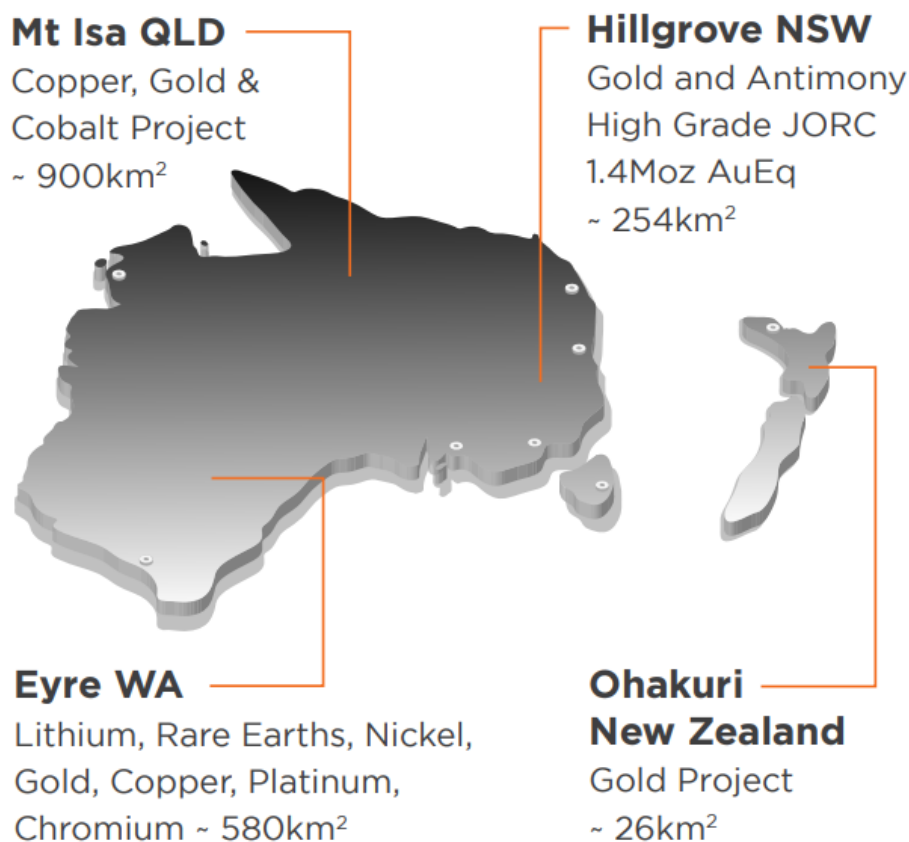 Mt Isa QLD
Copper, Gold &
Cobalt Project
~ 900km²
Hillgrove NSW
Gold and Antimony
High Grade JORC
1.4Moz AuEq
~ 254km²
Eyre WA
Lithium, Rare Earths, Nickel,
Gold, Copper, Platinum,
Chromium ~ 580km²
Ohakuri
New Zealand
Gold Project
~ 26km²